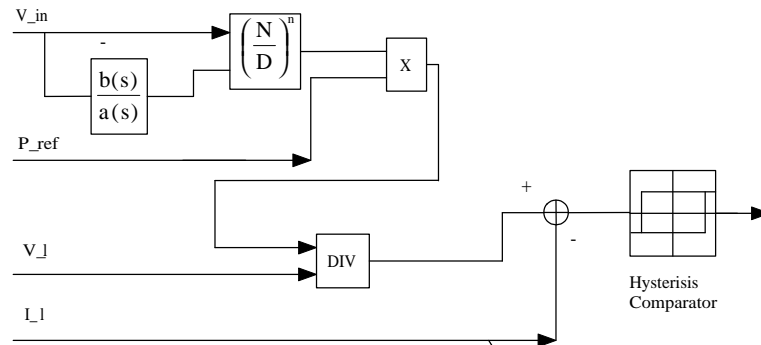 V_in
-
( N / D )^n
b(s)
a(s)
X
P_ref
+
-
V_l
DIV
I_l
Hysterisis
Comparator